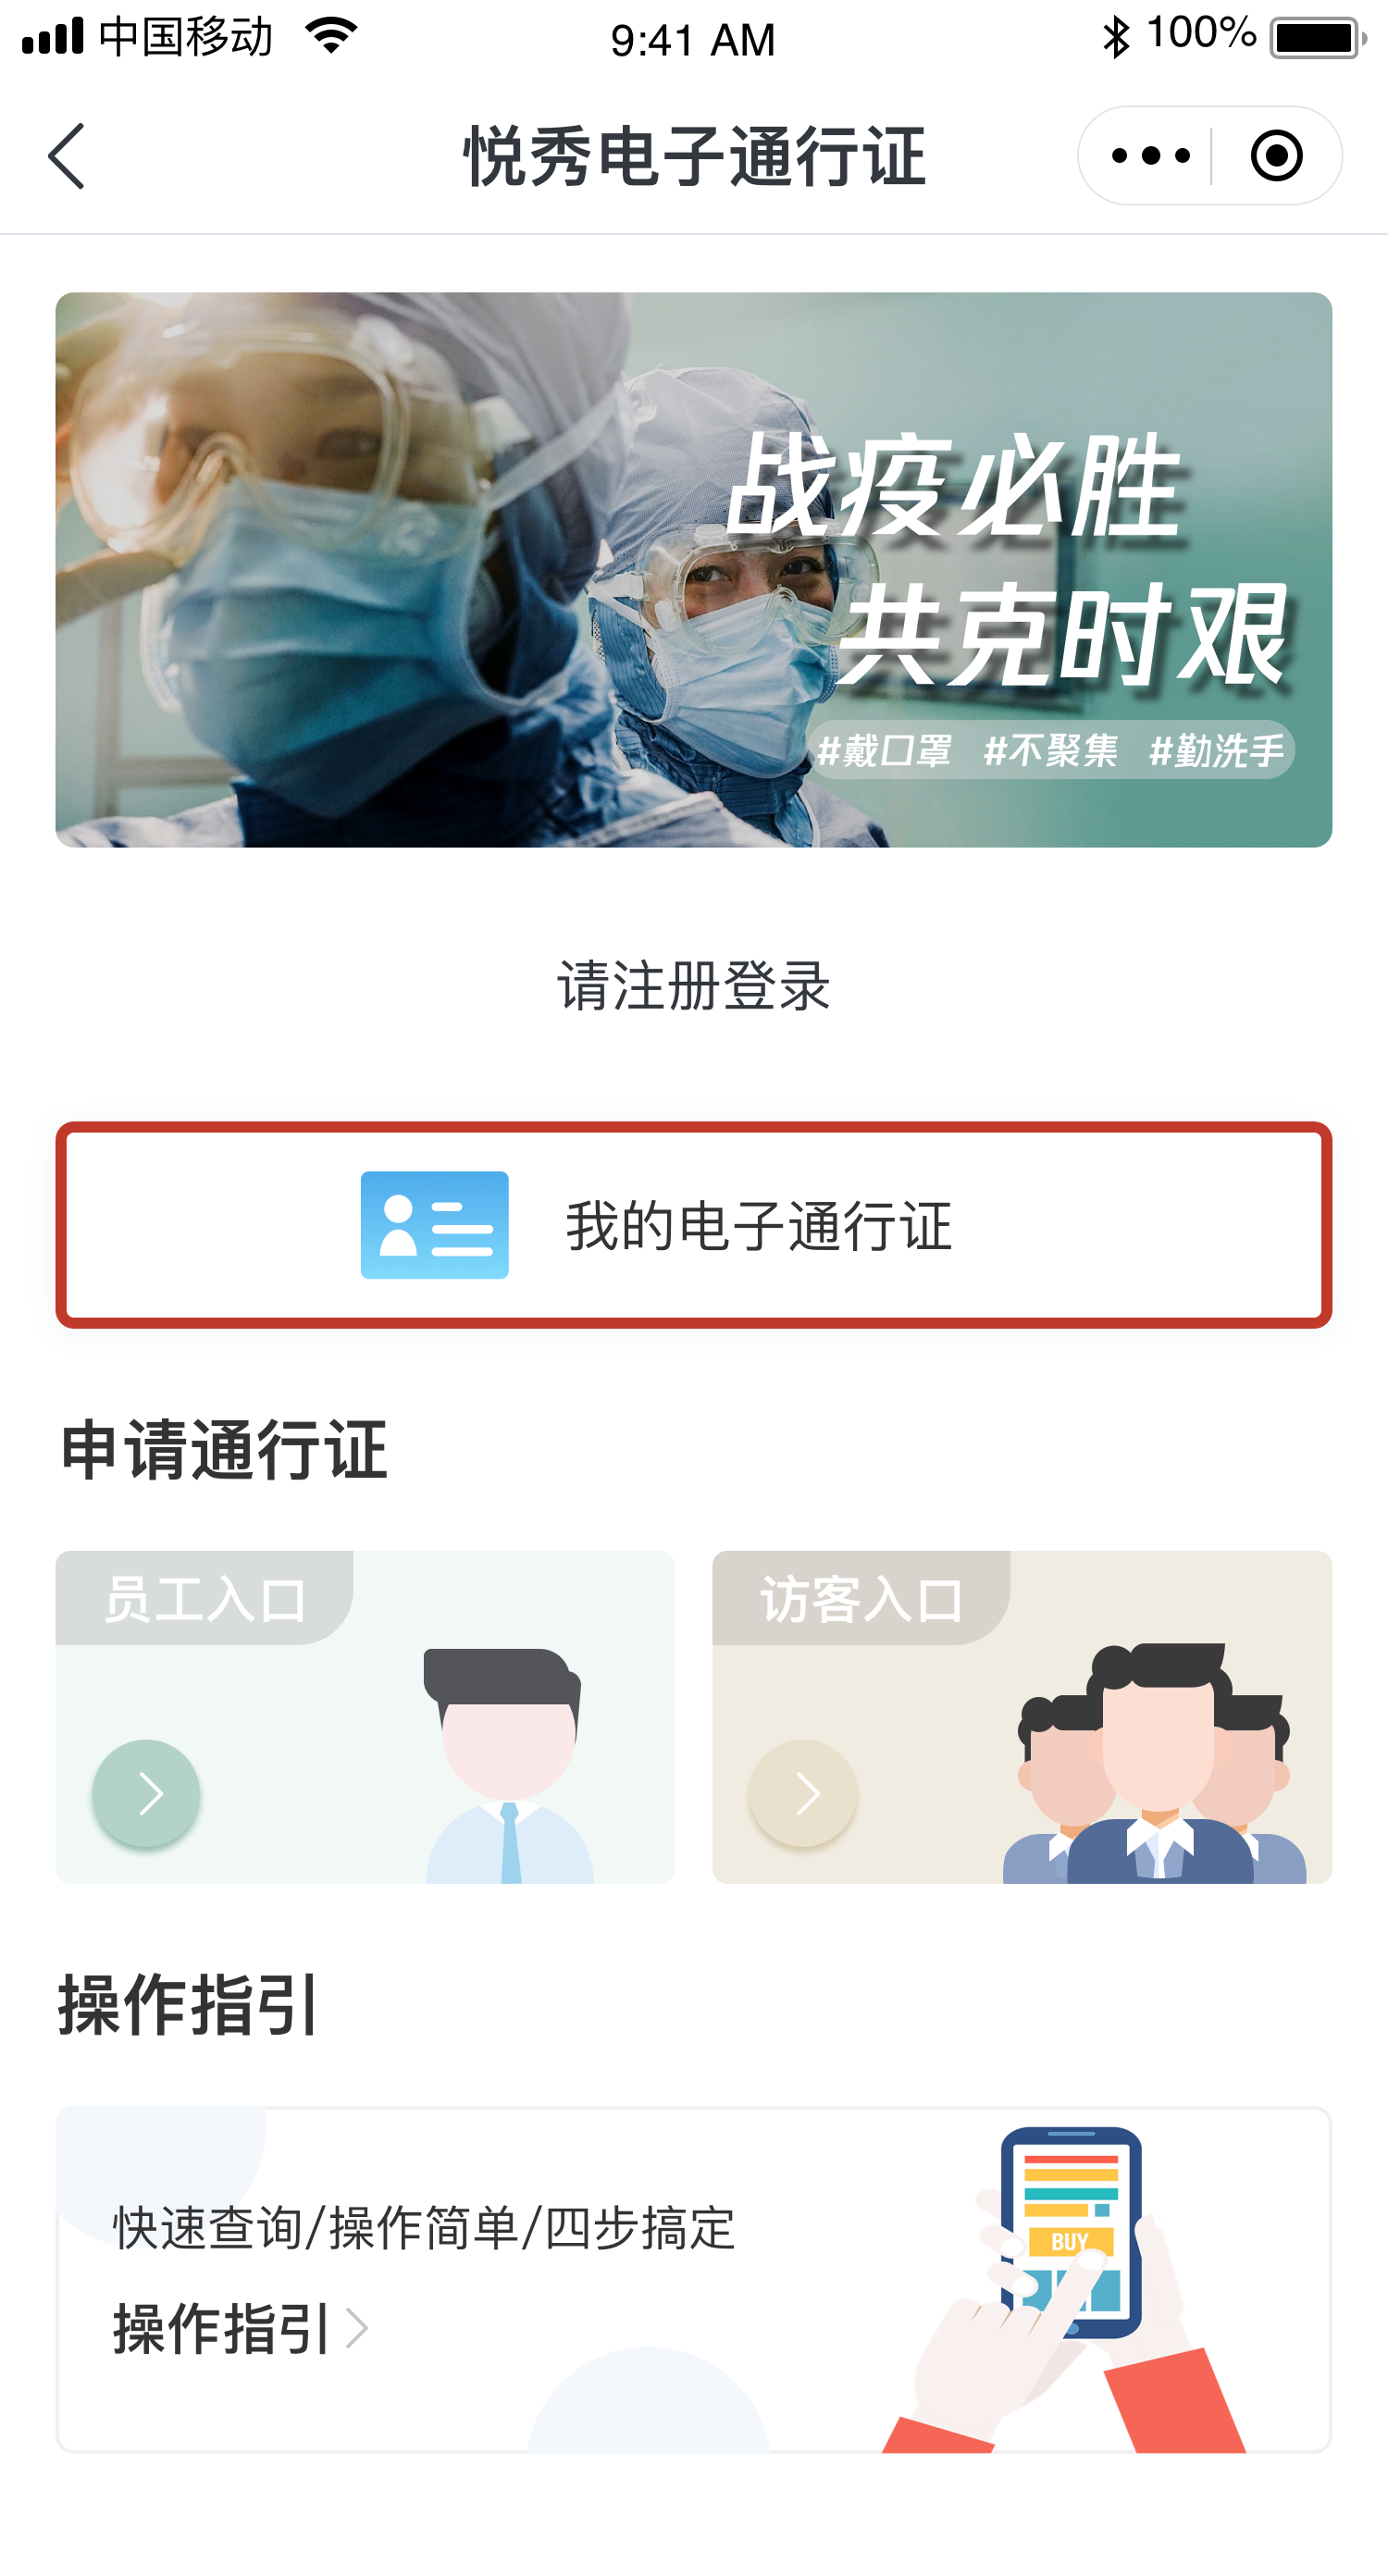 中国移动 9:41 AM 100%
悦秀电子通行证
战疫必胜
共克时艰
#戴口罩 #不聚集 #勤洗手
请注册登录
我的电子通行证
申请通行证
员工入口 访客入口
操作指引
快速查询/操作简单/四步搞定
BUY
操作指引